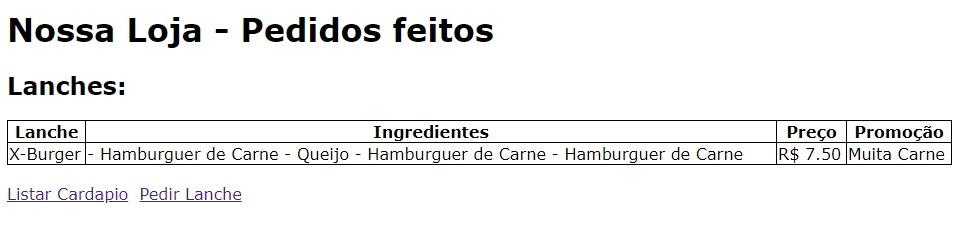 Nossa Loja - Pedidos feitos
Lanches:
Lanche Ingredientes Preço Promoção
X-Burger - Hamburguer de Carne - Queijo - Hamburguer de Carne - Hamburguer de Carne R$ 7.50 Muita Carne
Listar Cardapio Pedir Lanche